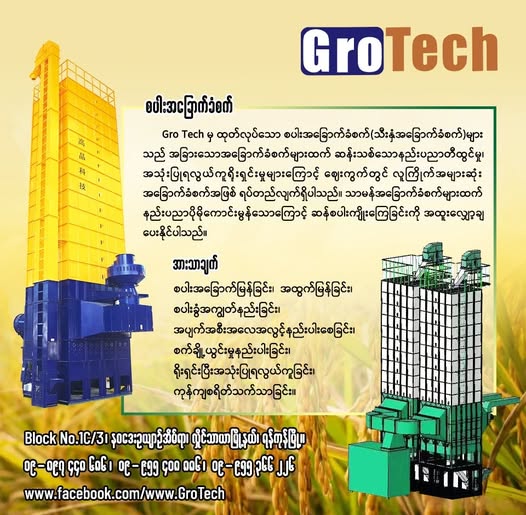 GroTech
စပါးအခြောက်ခံစက်
Gro Tech မှ ထုတ်လုပ်သော စပါးအခြောက်ခံစက်(သီးနှံအခြောက်ခံစက်)များ
သည် အခြားသောအခြောက်ခံစက်များထက် ဆန်းသစ်သောနည်းပညာတီထွင်မှု၊
အသုံးပြုရလွယ်ကူရိုးရှင်းမှုများကြောင့် ဈေးကွက်တွင် လူကြိုက်အများဆုံး
အခြောက်ခံစက်အဖြစ် ရပ်တည်လျက်ရှိပါသည်။ သာမန်အခြောက်ခံစက်များထက်
နည်းပညာပိုမိုကောင်းမွန်သောကြောင့် ဆန်စပါးကျိုးကြေခြင်းကို အထူးလျှော့ချ
ပေးနိုင်ပါသည်။
အားသာချက်
စပါးအခြောက်မြန်ခြင်း၊ အထွက်မြန်ခြင်း၊
စပါးခွံအကျွတ်နည်းခြင်း၊
အပျက်အစီးအလေအလွင့်နည်းပါးစေခြင်း၊
စက်ချို့ယွင်းမှုနည်းပါးခြင်း၊
ရိုးရှင်းပြီးအသုံးပြုရလွယ်ကူခြင်း၊
ကုန်ကျစရိတ်သက်သာခြင်း။
高晶科技
Block No.1C/3၊ နဝဒေးဥယျာဉ်အိမ်ရာ၊ လှိုင်သာယာမြို့နယ်၊ ရန်ကုန်မြို့။
၀၉-၈၉၇ ၄၄၀ ၆၈၆၊ ၀၉-၉၅၅ ၄၀၈ ၈၈၆၊ ၀၉-၉၅၅ ၃၆၆ ၂၂၆
www.facebook.com/www.GroTech